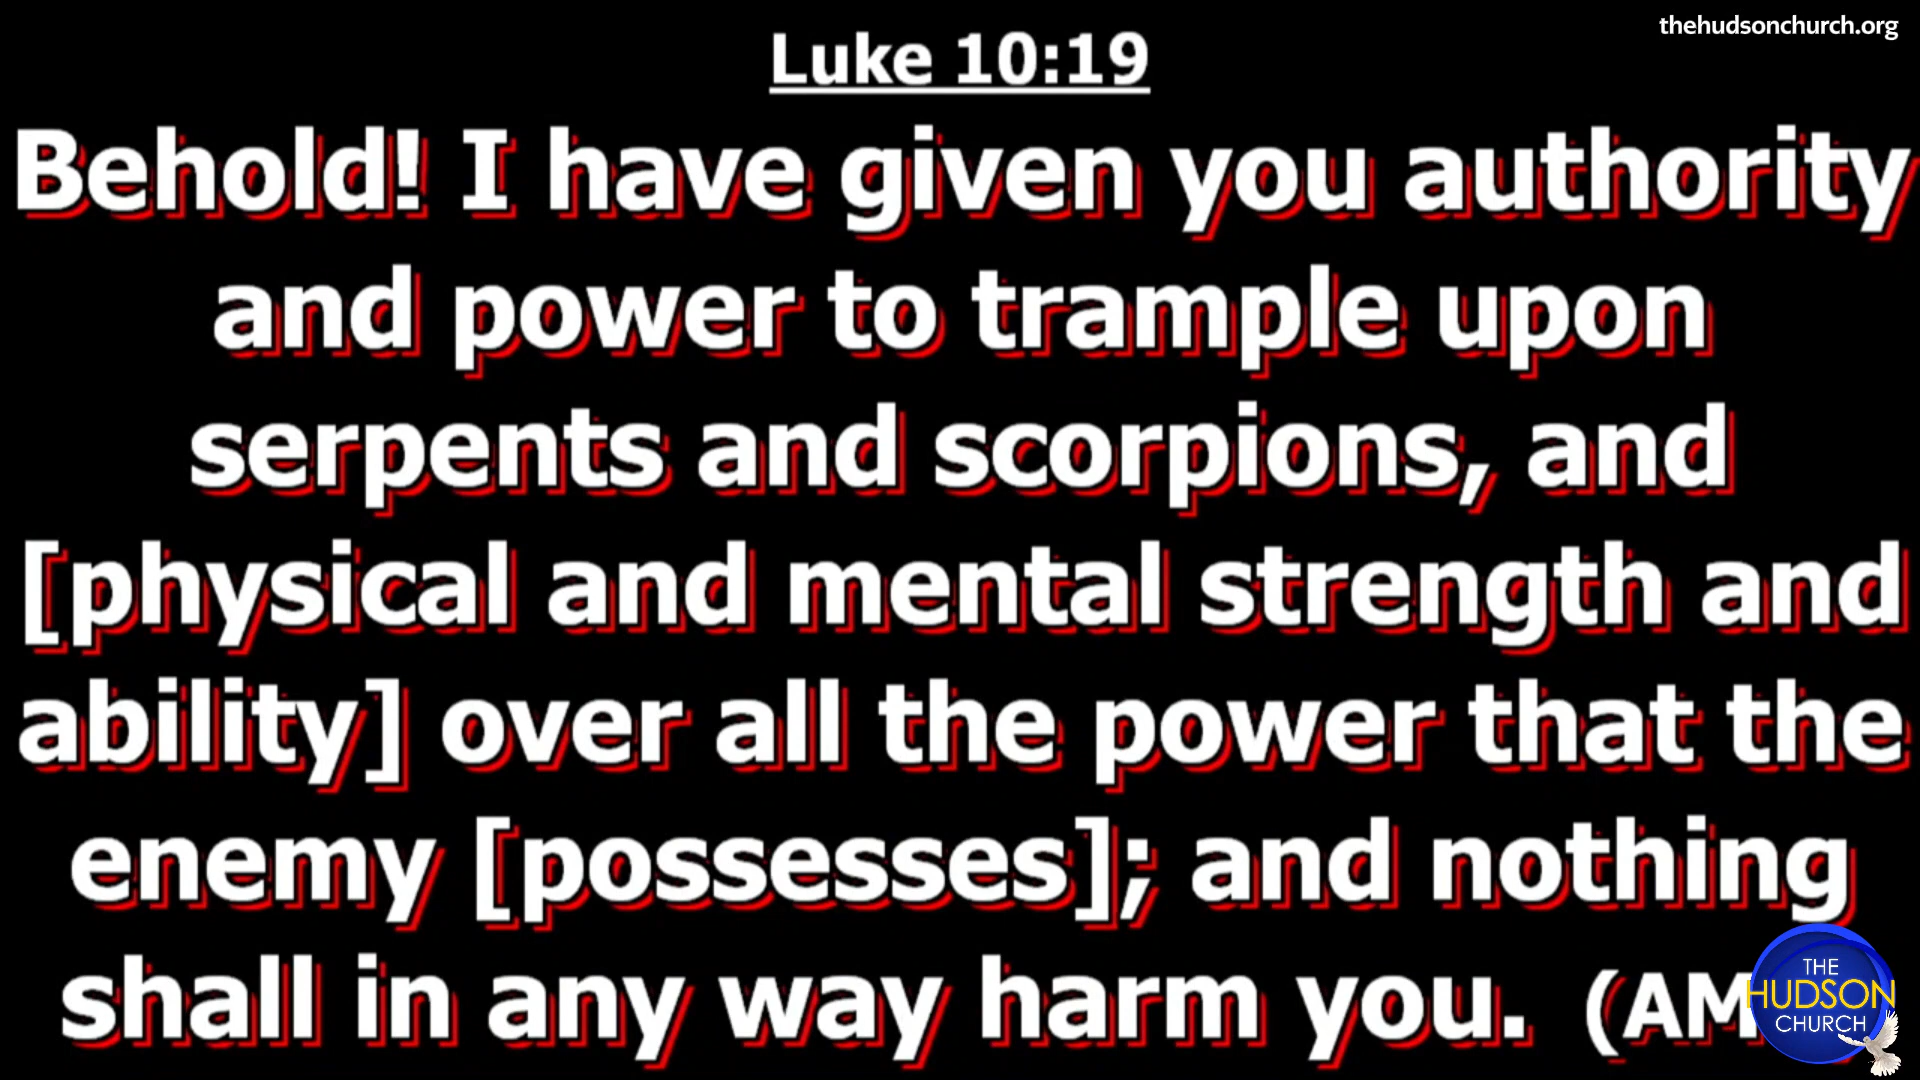 thehudsonchurch.org
Luke 10:19
Behold! I have given you authority
and power to trample upon
serpents and scorpions, and
[physical and mental strength and
ability] over all the power that the
enemy [possesses]; and nothing
shall in any way harm you. (AM
THE
HUDSON
CHURCH